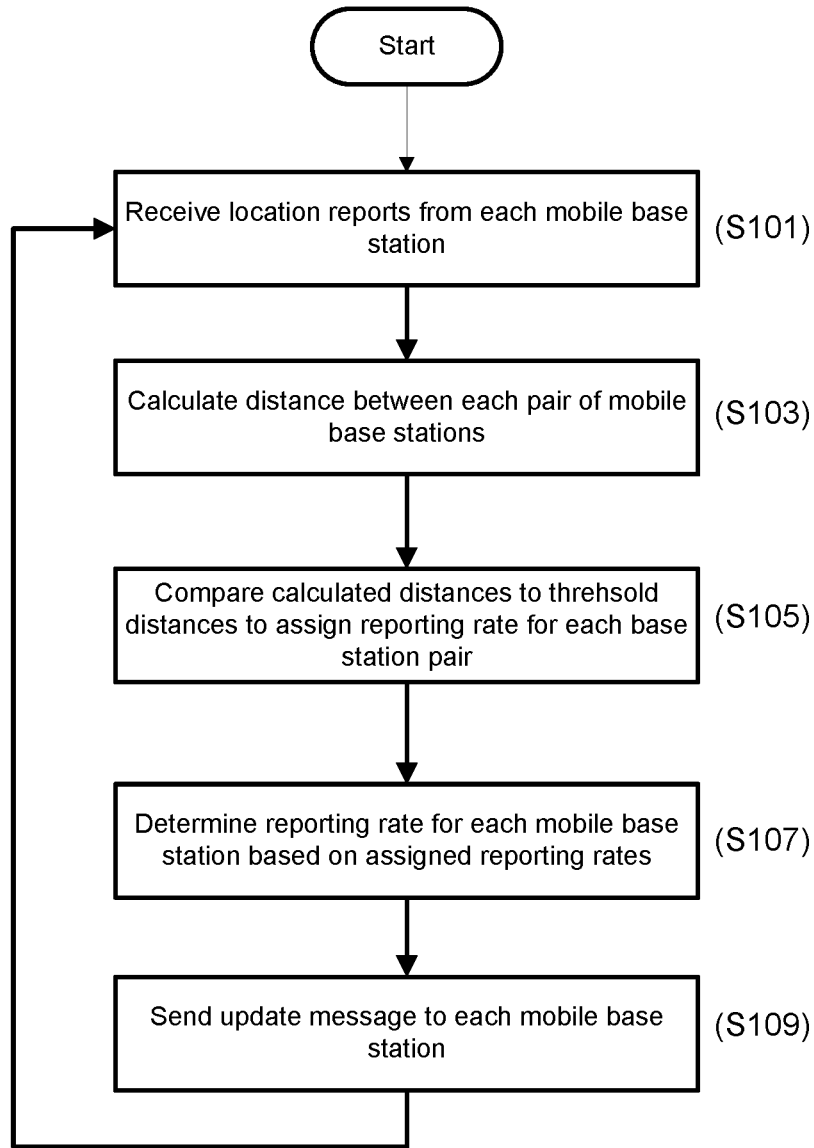 Start
Receive location reports from each mobile base
station
(S101)
Calculate distance between each pair of mobile
base stations
(S103)
Compare calculated distances to threhsold
distances to assign reporting rate for each base
station pair
(S105)
Determine reporting rate for each mobile base
station based on assigned reporting rates
(S107)
Send update message to each mobile base
station
(S109)